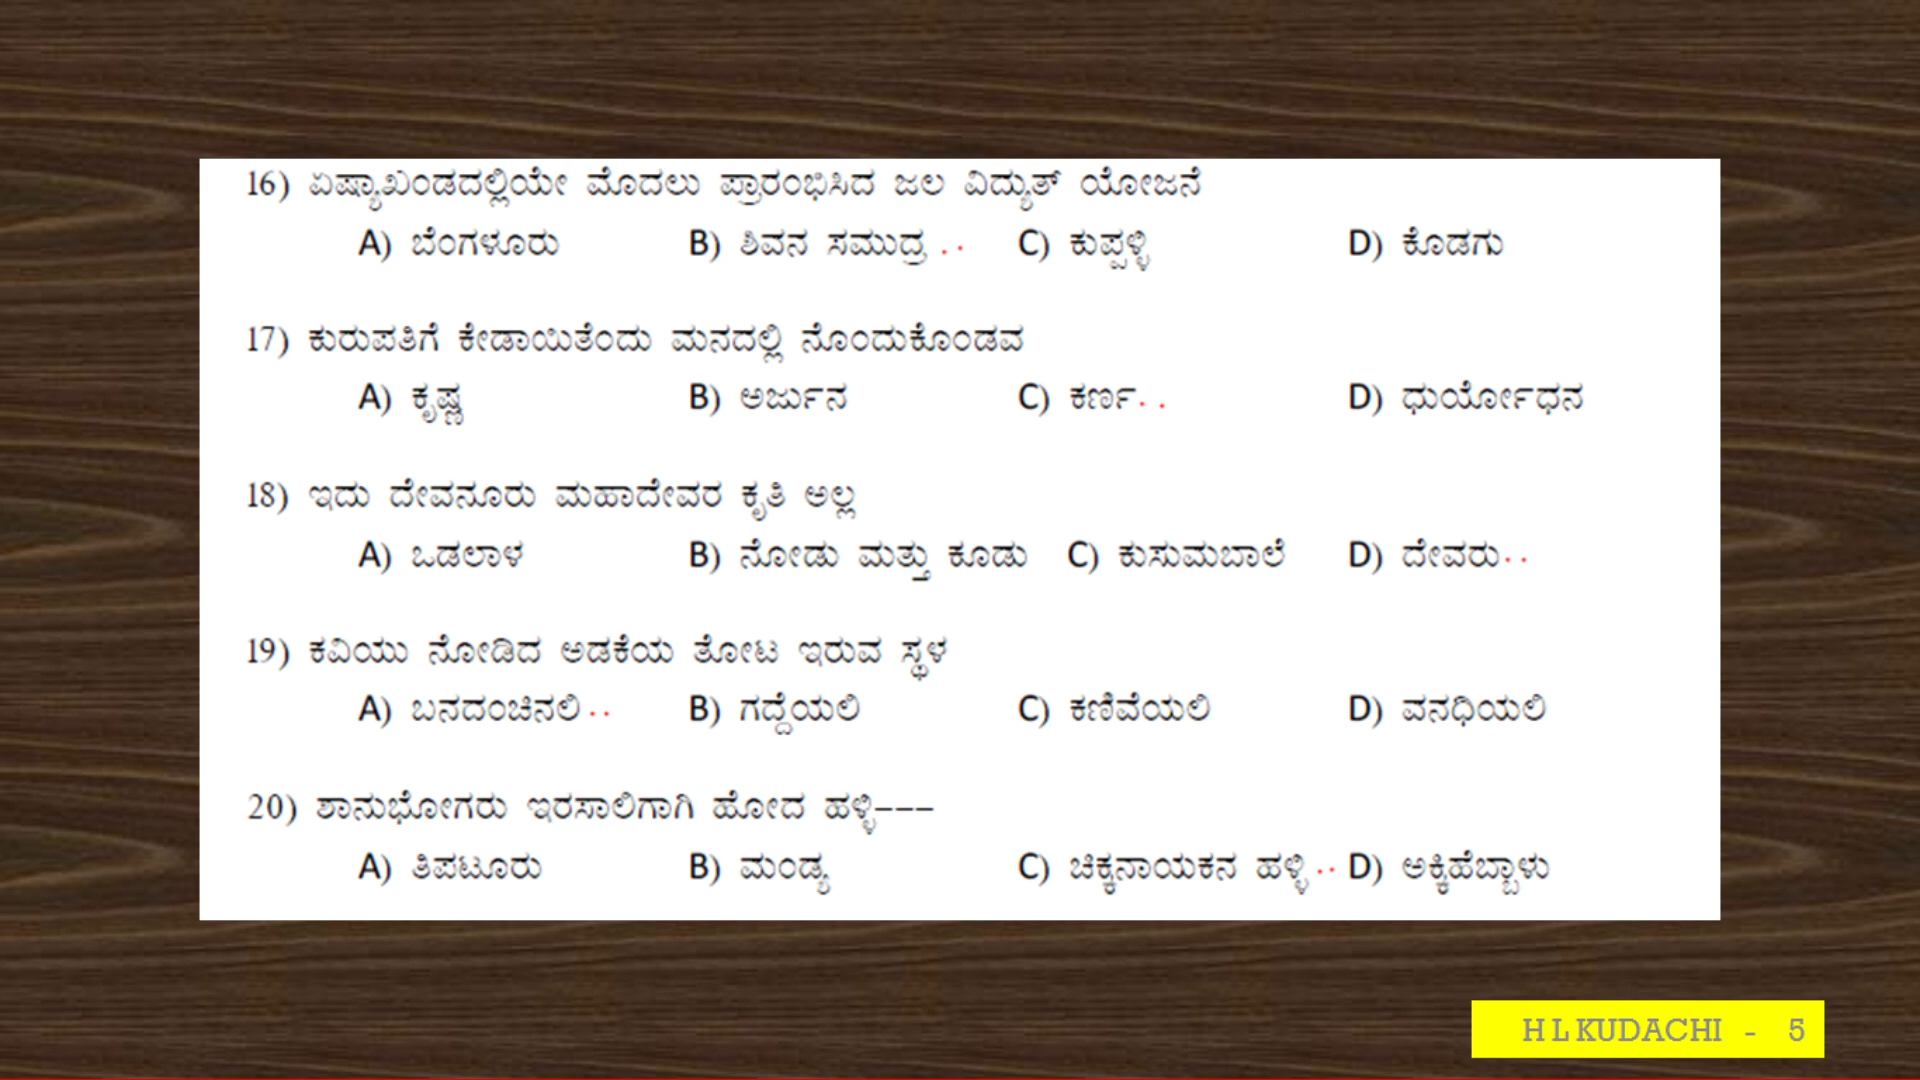 16) ಏಷ್ಯಾಖಂಡದಲ್ಲಿಯೇ ಮೊದಲು ಪ್ರಾರಂಭಿಸಿದ ಜಲ ವಿದ್ಯುತ್ ಯೋಜನೆ
A) ಬೆಂಗಳೂರು B) ಶಿವನ ಸಮುದ್ರ .. C) ಕುಪ್ಪಳ್ಳಿ D) ಕೊಡಗು
17) ಕುರುಪತಿಗೆ ಕೇಡಾಯಿತೆಂದು ಮನದಲ್ಲಿ ನೊಂದುಕೊಂಡವ
A) ಕೃಷ್ಣ B) ಅರ್ಜುನ C) ಕರ್ಣ.. D) ಧುರ್ಯೋಧನ
18) ಇದು ದೇವನೂರು ಮಹಾದೇವರ ಕೃತಿ ಅಲ್ಲ
A) ಒಡಲಾಳ B) ನೋಡು ಮತ್ತು ಕೂಡು C) ಕುಸುಮಬಾಲೆ D) ದೇವರು..
19) ಕವಿಯು ನೋಡಿದ ಅಡಕೆಯ ತೋಟ ಇರುವ ಸ್ಥಳ
A) ಬನದಂಚಿನಲಿ.. B) ಗದ್ದೆಯಲಿ C) ಕಣಿವೆಯಲಿ D) ವನಧಿಯಲಿ
20) ಶಾನುಭೋಗರು ಇರಸಾಲಿಗಾಗಿ ಹೋದ ಹಳ್ಳಿ---
A) ತಿಪಟೂರು B) ಮಂಡ್ಯ C) ಚಿಕ್ಕನಾಯಕನ ಹಳ್ಳಿ.. D) ಅಕ್ಕಿಹೆಬ್ಬಾಳು
H L KUDACHI - 5